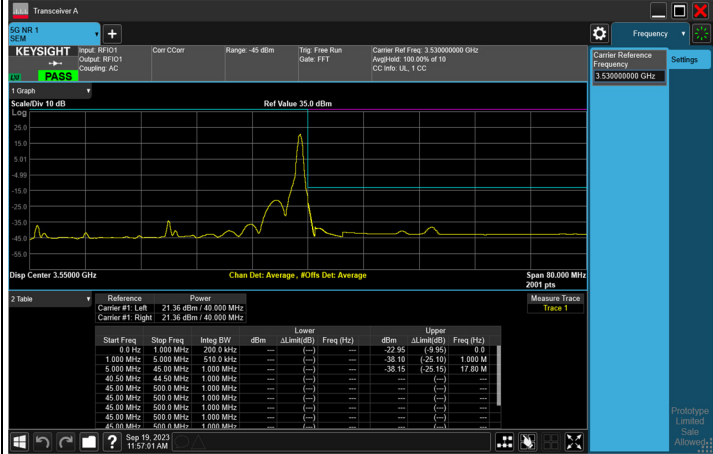 Transceiver A
5G NR 1
SEM
Frequency
KEYSIGHT
Input: RFIO1
Output: RFIO1
Coupling: AC
Corr CCorr
Range: -45 dBm
Trig: Free Run
Gate: FFT
Carrier Ref Freq: 3.530000000 GHz
Avg|Hold: 100.00% of 10
CC Info: UL, 1 CC
LV
PASS
Carrier Reference
Frequency
3.530000000 GHz
Settings
1 Graph
Scale/Div 10 dB
Ref Value 35.0 dBm
Log
25.0
15.0
5.01
-4.99
-15.0
-25.0
-35.0
-45.0
-55.0
Disp Center 3.55000 GHz
Chan Det: Average , #Offs Det: Average
Span 80.000 MHz
2001 pts
2 Table
Reference Power
Carrier #1: Left 21.36 dBm / 40.000 MHz
Carrier #1: Right 21.36 dBm / 40.000 MHz
Measure Trace
Trace 1
Lower Upper
Start Freq Stop Freq Integ BW dBm ΔLimit(dB) Freq (Hz) dBm ΔLimit(dB) Freq (Hz)
0.0 Hz 1.000 MHz 200.0 kHz --- (---) --- -22.95 (-9.95) 0.0
1.000 MHz 5.000 MHz 510.0 kHz --- (---) --- -38.10 (-25.10) 1.000 M
5.000 MHz 45.00 MHz 1.000 MHz --- (---) --- -38.15 (-25.15) 17.80 M
40.50 MHz 44.50 MHz 1.000 MHz --- (---) --- --- (---) ---
45.00 MHz 500.0 MHz 1.000 MHz --- (---) --- --- (---) ---
45.00 MHz 500.0 MHz 1.000 MHz --- (---) --- --- (---) ---
45.00 MHz 500.0 MHz 1.000 MHz --- (---) --- --- (---) ---
45.00 MHz 500.0 MHz 1.000 MHz --- (---) --- --- (---) ---
Sep 19, 2023
11:57:01 AM
Prototype
Limited
Sale
Allowed